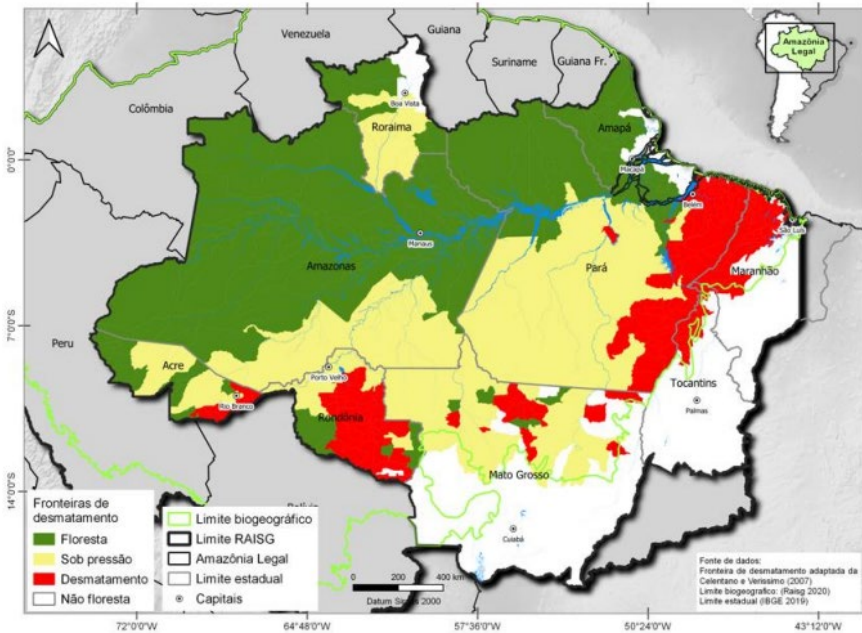 Venezuela
Guiana
Suriname
Guiana Fr.
Amazônia
Legal
Colômbia
Boa Vista
Roraima
Amapá
Macapá
Belém
São Luís
Manaus
Amazonas
Pará
Maranhão
Peru
Acre
Porto Velho
Rio Branco
Rondônia
Tocantins
Palmas
Mato Grosso
Cuiabá
Bolívia
0°0'0"
7°0'0"S
14°0'0"S
Fronteiras de
desmatamento
Floresta
Sob pressão
Desmatamento
Não floresta
Limite biogeográfico
Limite RAISG
Amazônia Legal
Limite estadual
Capitais
0 200 400 km
Datum Sirgas 2000
Fonte de dados:
Fronteira de desmatamento adaptada da
Celentano e Veríssimo (2007)
Limite biogeografico: (Raisg 2020)
Limite estadual (IBGE 2019)
72°0'0"W
64°48'0"W
57°36'0"W
50°24'0"W
43°12'0"W